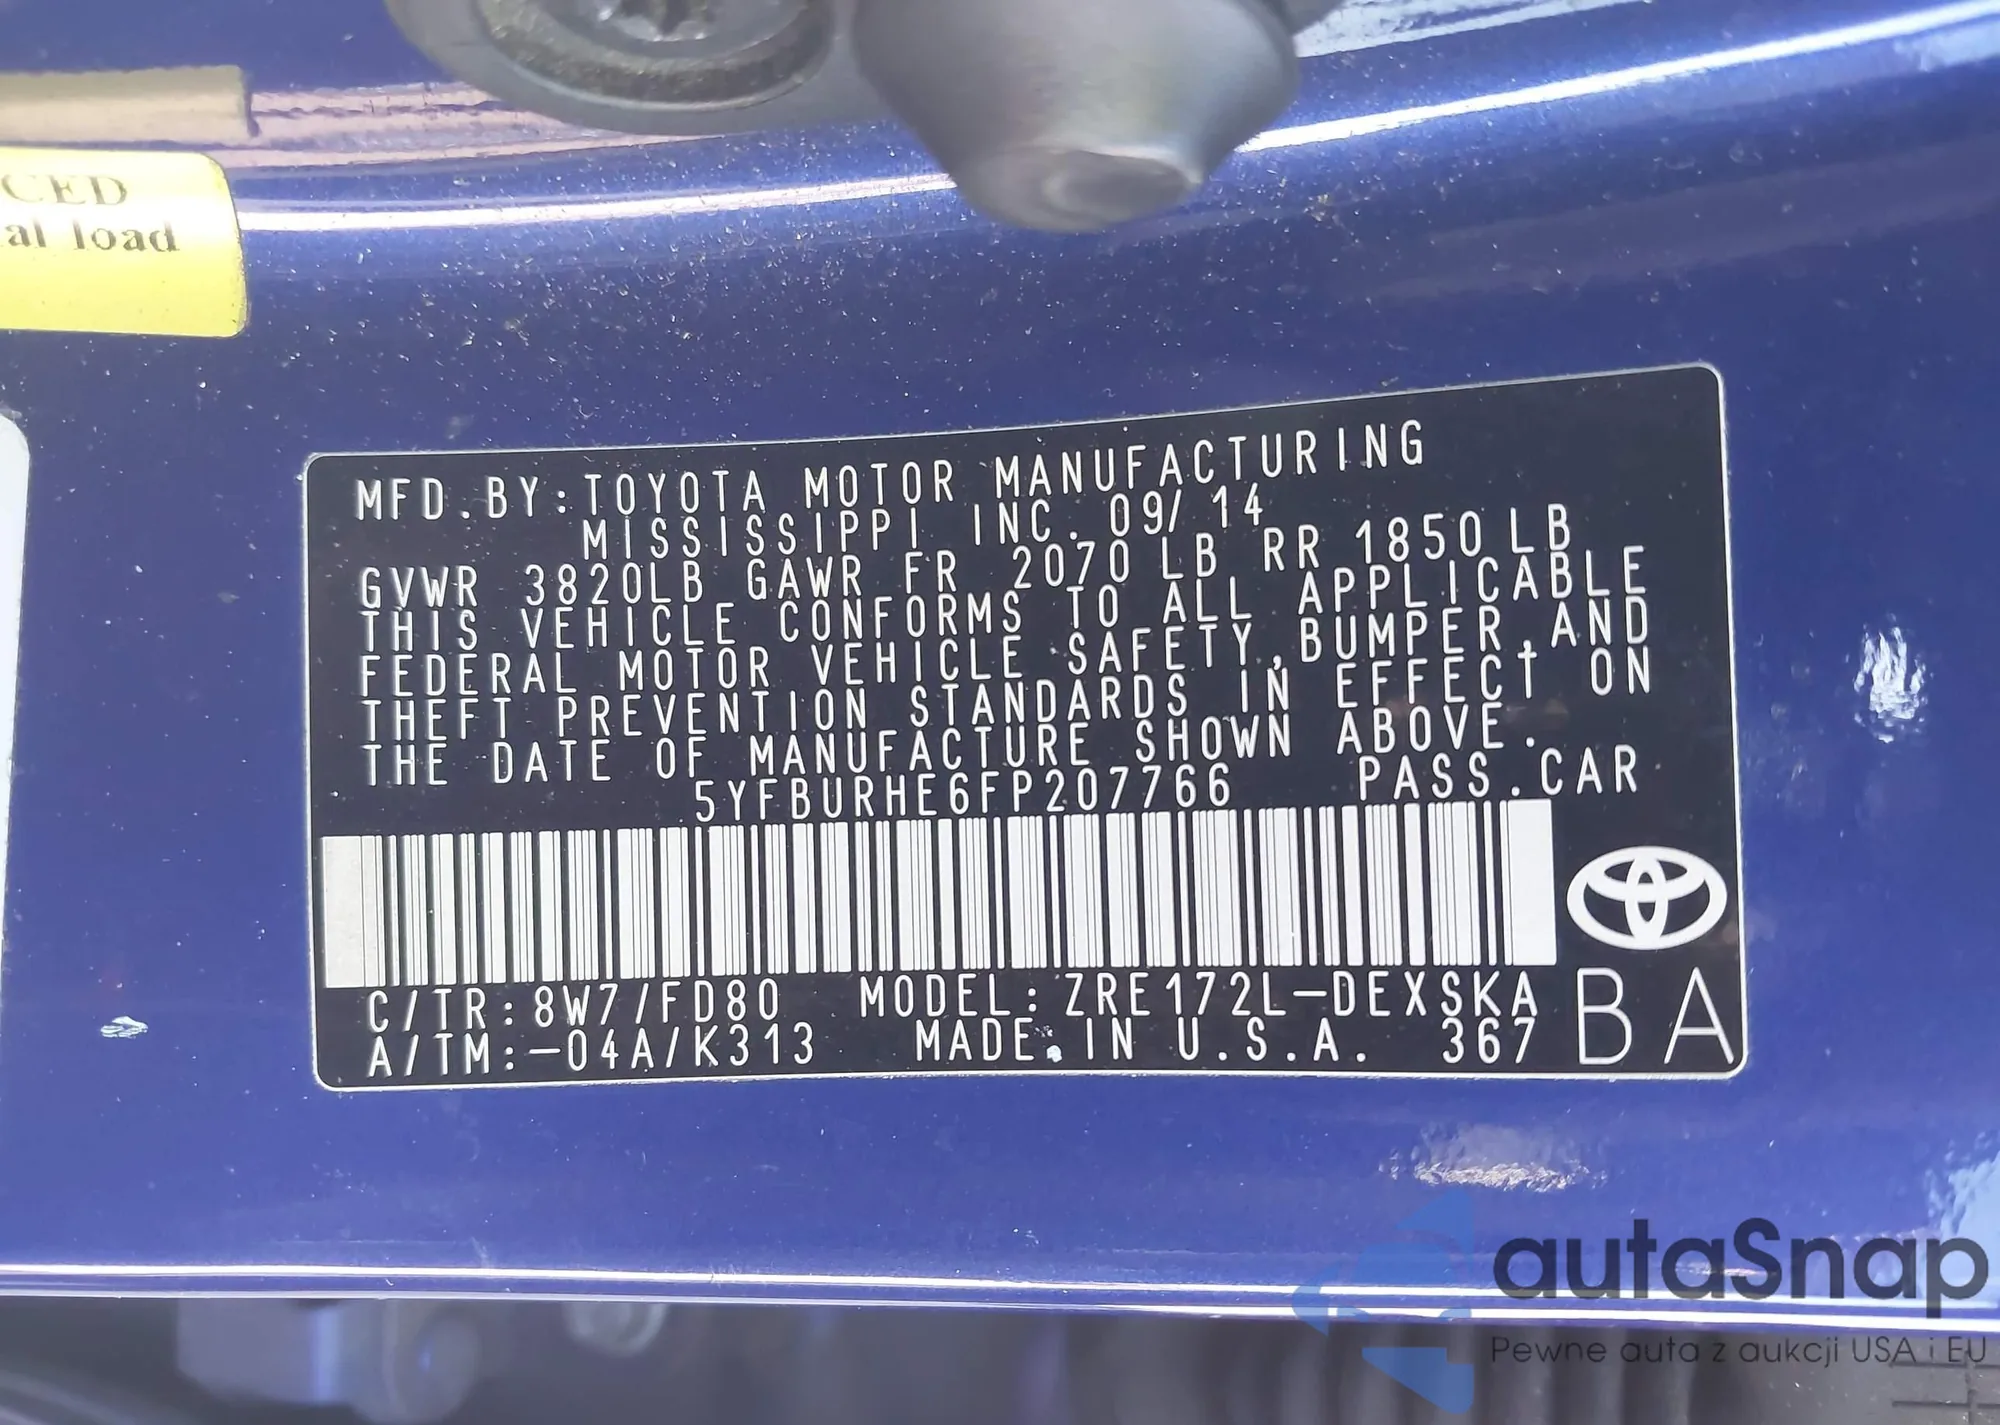 CED
al load
MFD.BY:TOYOTA MOTOR MANUFACTURING
MISSISSIPPI INC. 09/14
GVWR 3820LB GAWR FR 2070 LB RR 1850 LB
THIS VEHICLE CONFORMS TO ALL APPLICABLE
FEDERAL MOTOR VEHICLE SAFETY,BUMPER,AND
THEFT PREVENTION STANDARDS IN EFFECT ON
THE DATE OF MANUFACTURE SHOWN ABOVE.
5YFBURHE6FP207766 PASS.CAR
C/TR:8W7/FD80 MODEL:ZRE172L-DEXSKA
A/TM:-04A/K313 MADE IN U.S.A. 367
BA
autaSnap
Pewne auta z aukcji USA i EU